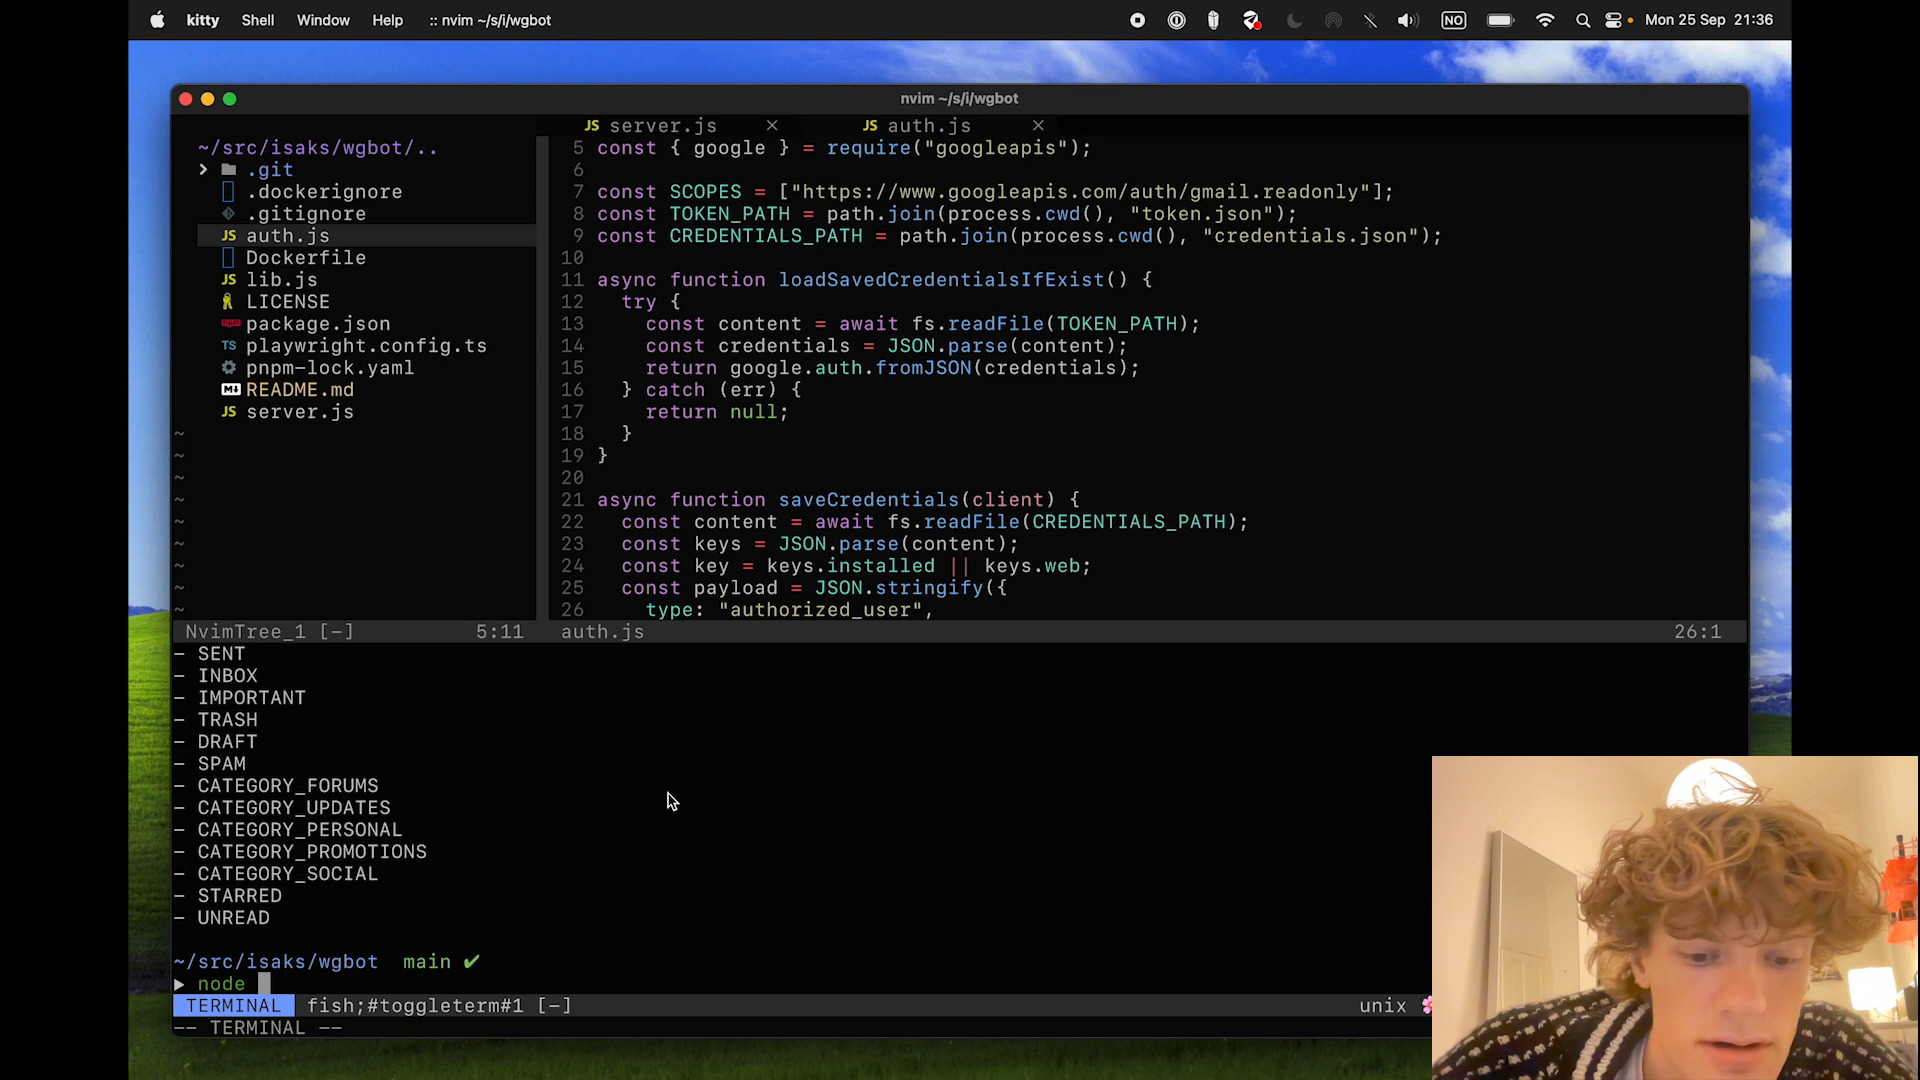 kitty Shell Window Help :: nvim ~/s/i/wgbot NO Mon 25 Sep 21:36
nvim ~/s/i/wgbot
JS server.js × JS auth.js ×
~/src/isaks/wgbot/..
.git
.dockerignore
.gitignore
JS auth.js
Dockerfile
JS lib.js
LICENSE
npm package.json
TS playwright.config.ts
pnpm-lock.yaml
README.md
JS server.js
~
~
~
~
~
~
~
~
~
5 const { google } = require("googleapis");
6
7 const SCOPES = ["https://www.googleapis.com/auth/gmail.readonly"];
8 const TOKEN_PATH = path.join(process.cwd(), "token.json");
9 const CREDENTIALS_PATH = path.join(process.cwd(), "credentials.json");
10
11 async function loadSavedCredentialsIfExist() {
12 try {
13 const content = await fs.readFile(TOKEN_PATH);
14 const credentials = JSON.parse(content);
15 return google.auth.fromJSON(credentials);
16 } catch (err) {
17 return null;
18 }
19 }
20
21 async function saveCredentials(client) {
22 const content = await fs.readFile(CREDENTIALS_PATH);
23 const keys = JSON.parse(content);
24 const key = keys.installed || keys.web;
25 const payload = JSON.stringify({
26 type: "authorized_user",
NvimTree_1 [-] 5:11 auth.js 26:1
- SENT
- INBOX
- IMPORTANT
- TRASH
- DRAFT
- SPAM
- CATEGORY_FORUMS
- CATEGORY_UPDATES
- CATEGORY_PERSONAL
- CATEGORY_PROMOTIONS
- CATEGORY_SOCIAL
- STARRED
- UNREAD
~/src/isaks/wgbot main ✔
▶ node
TERMINAL fish;#toggleterm#1 [-] unix
-- TERMINAL --